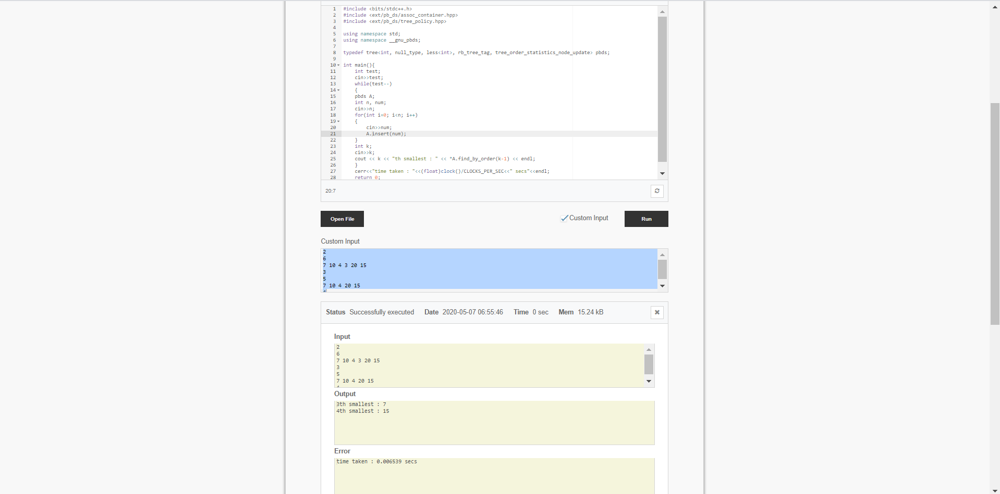 1 #include <bits/stdc++.h>
2 #include <ext/pb_ds/assoc_container.hpp>
3 #include <ext/pb_ds/tree_policy.hpp>
4
5 using namespace std;
6 using namespace __gnu_pbds;
7
8 typedef tree<int, null_type, less<int>, rb_tree_tag, tree_order_statistics_node_update> pbds;
9
10 int main(){
11     int test;
12     cin>>test;
13     while(test--)
14     {
15     pbds A;
16     int n, num;
17     cin>>n;
18     for(int i=0; i<n; i++)
19     {
20         cin>>num;
21         A.insert(num);
22     }
23     int k;
24     cin>>k;
25     cout << k << "th smallest : " << *A.find_by_order(k-1) << endl;
26     }
27     cerr<<"time taken : "<<(float)clock()/CLOCKS_PER_SEC<<" secs"<<endl;
28     return 0;
20:7
Open File Custom Input Run
Custom Input
2
6
7 10 4 3 20 15
3
5
7 10 4 20 15
Status Successfully executed Date 2020-05-07 06:55:46 Time 0 sec Mem 15.24 kB
Input
2
6
7 10 4 3 20 15
3
5
7 10 4 20 15
Output
3th smallest : 7
4th smallest : 15
Error
time taken : 0.006539 secs